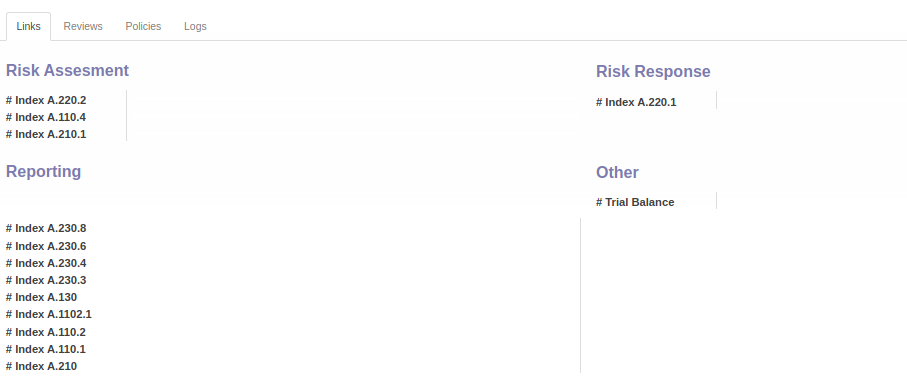 Links Reviews Policies Logs
Risk Assesment
# Index A.220.2
# Index A.110.4
# Index A.210.1
Risk Response
# Index A.220.1
Reporting
# Index A.230.8
# Index A.230.6
# Index A.230.4
# Index A.230.3
# Index A.130
# Index A.1102.1
# Index A.110.2
# Index A.110.1
# Index A.210
Other
# Trial Balance